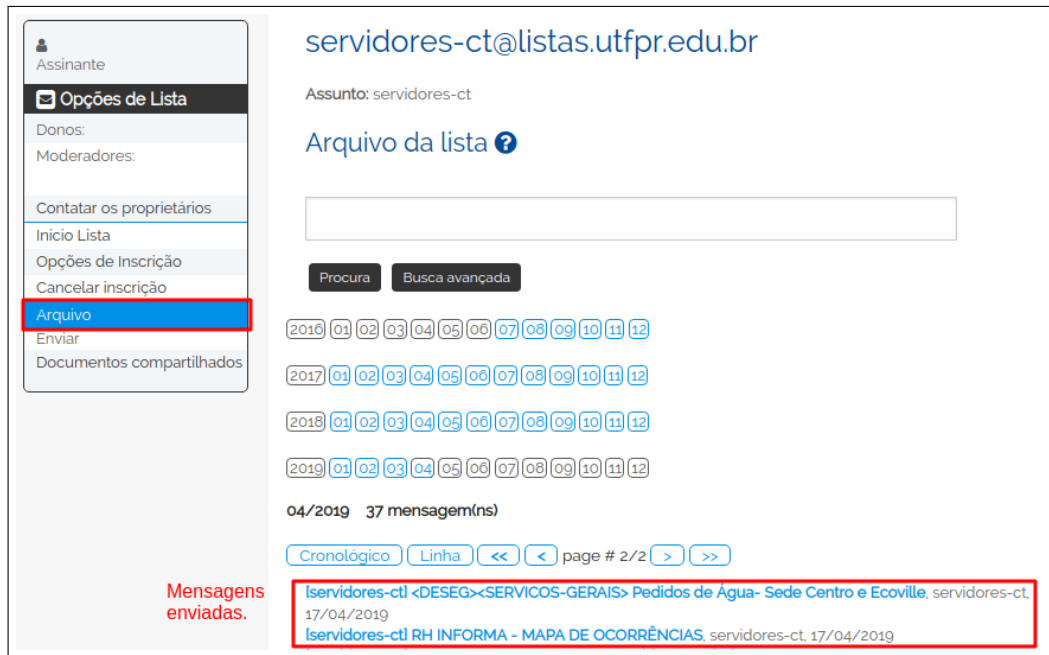 Assinante
Opções de Lista
Donos:
Moderadores:
Contatar os proprietários
Inicio Lista
Opções de Inscrição
Cancelar inscrição
Arquivo
Enviar
Documentos compartilhados
servidores-ct@listas.utfpr.edu.br
Assunto: servidores-ct
Arquivo da lista ?
Procura Busca avançada
2016 01 02 03 04 05 06 07 08 09 10 11 12
2017 01 02 03 04 05 06 07 08 09 10 11 12
2018 01 02 03 04 05 06 07 08 09 10 11 12
2019 01 02 03 04 05 06 07 08 09 10 11 12
04/2019 37 mensagem(ns)
Cronológico Linha << < page # 2/2 > >>
Mensagens
enviadas.
[servidores-ct] <DESEG><SERVICOS-GERAIS> Pedidos de Água- Sede Centro e Ecoville, servidores-ct,
17/04/2019
[servidores-ct] RH INFORMA - MAPA DE OCORRÊNCIAS, servidores-ct, 17/04/2019